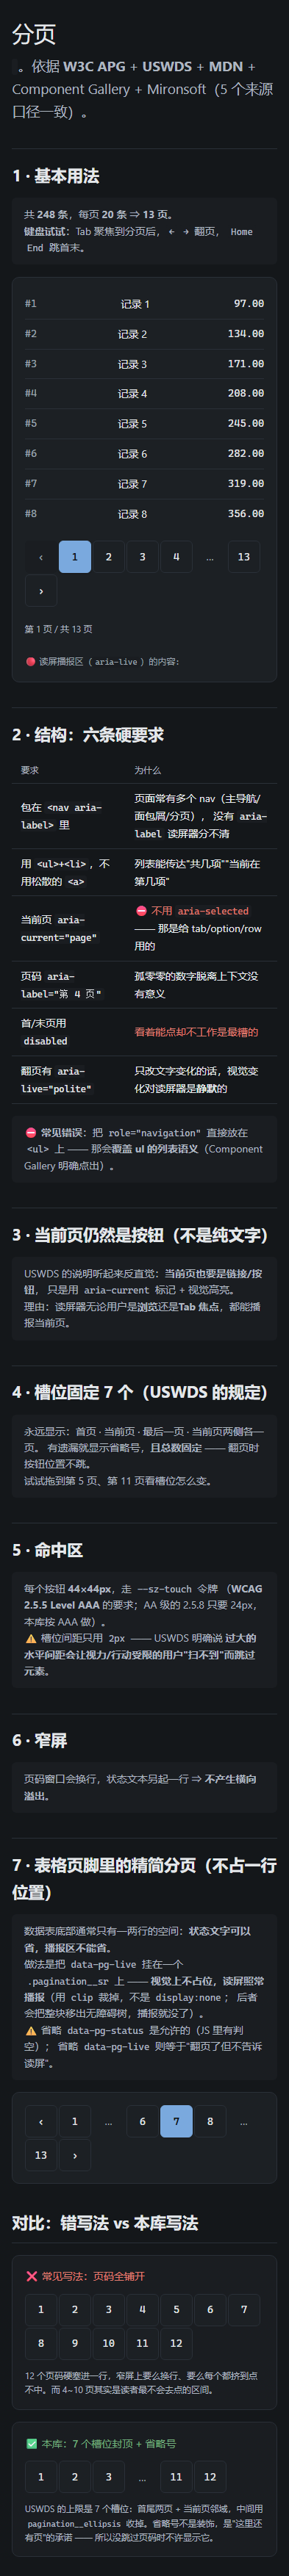 分页
。依据 W3C APG + USWDS + MDN +
Component Gallery + Mironsoft（5 个来源
口径一致）。
1 · 基本用法
共 248 条，每页 20 条 ⇒ 13 页。
键盘试试：Tab 聚焦到分页后， ← → 翻页， Home
End 跳首末。
#1 记录 1 97.00
#2 记录 2 134.00
#3 记录 3 171.00
#4 记录 4 208.00
#5 记录 5 245.00
#6 记录 6 282.00
#7 记录 7 319.00
#8 记录 8 356.00
‹ 1 2 3 4 … 13
›
第 1 页 / 共 13 页
🔴 读屏播报区（ aria-live ）的内容：
2 · 结构：六条硬要求
要求 为什么
包在 <nav aria-
label> 里
页面常有多个 nav（主导航/
面包屑/分页）， 没有 aria-
label 读屏器分不清
用 <ul>+<li>，不
用松散的 <a>
列表能传达"共几项""当前在
第几项"
当前页 aria-
current="page"
⛔ 不用 aria-selected
—— 那是给 tab/option/row
用的
页码 aria-
label="第 4 页"
孤零零的数字脱离上下文没
有意义
首/末页用
disabled
看着能点却不工作是最糟的
翻页有 aria-
live="polite"
只改文字变化的话，视觉变
化对读屏器是静默的
⛔ 常见错误：把 role="navigation" 直接放在
<ul> 上 —— 那会覆盖 ul 的列表语义（Component
Gallery 明确点出）。
3 · 当前页仍然是按钮（不是纯文字）
USWDS 的说明听起来反直觉：当前页也要是链接/按
钮， 只是用 aria-current 标记 + 视觉高亮。
理由：读屏器无论用户是浏览还是Tab 焦点，都能播
报当前页。
4 · 槽位固定 7 个（USWDS 的规定）
永远显示：首页 · 当前页 · 最后一页 · 当前页两侧各一
页。 有遗漏就显示省略号，且总数固定 —— 翻页时
按钮位置不跳。
试试拖到第 5 页、第 11 页看槽位怎么变。
5 · 命中区
每个按钮 44×44px，走 --sz-touch 令牌 （WCAG
2.5.5 Level AAA 的要求；AA 级的 2.5.8 只要 24px，
本库按 AAA 做）。
⚠️ 槽位间距只用 2px —— USWDS 明确说 过大的
水平间距会让视力/行动受限的用户"扫不到"而跳过
元素。
6 · 窄屏
页码窗口会换行，状态文本另起一行 ⇒ 不产生横向
溢出。
7 · 表格页脚里的精简分页（不占一行
位置）
数据表底部通常只有一两行的空间：状态文字可以
省，播报区不能省。
做法是把 data-pg-live 挂在一个
.pagination__sr 上 —— 视觉上不占位，读屏照常
播报（用 clip 裁掉，不是 display:none ； 后者
会把整块移出无障碍树，播报就没了）。
⚠️ 省略 data-pg-status 是允许的（JS 里有判
空）； 省略 data-pg-live 则等于"翻页了但不告诉
读屏"。
‹ 1 … 6 7 8 …
13 ›
对比：错写法 vs 本库写法
❌ 常见写法：页码全铺开
1 2 3 4 5 6 7
8 9 10 11 12
12 个页码硬塞进一行，窄屏上要么换行、要么每个都挤到点
不中。而 4~10 页其实是读者最不会去点的区间。
✅ 本库：7 个槽位封顶 + 省略号
1 2 3 … 11 12
USWDS 的上限是 7 个槽位：首尾两页 + 当前页邻域，中间用
pagination__ellipsis 收掉。省略号不是装饰，是"这里还
有页"的承诺 —— 所以没跳过页码时不许显示它。